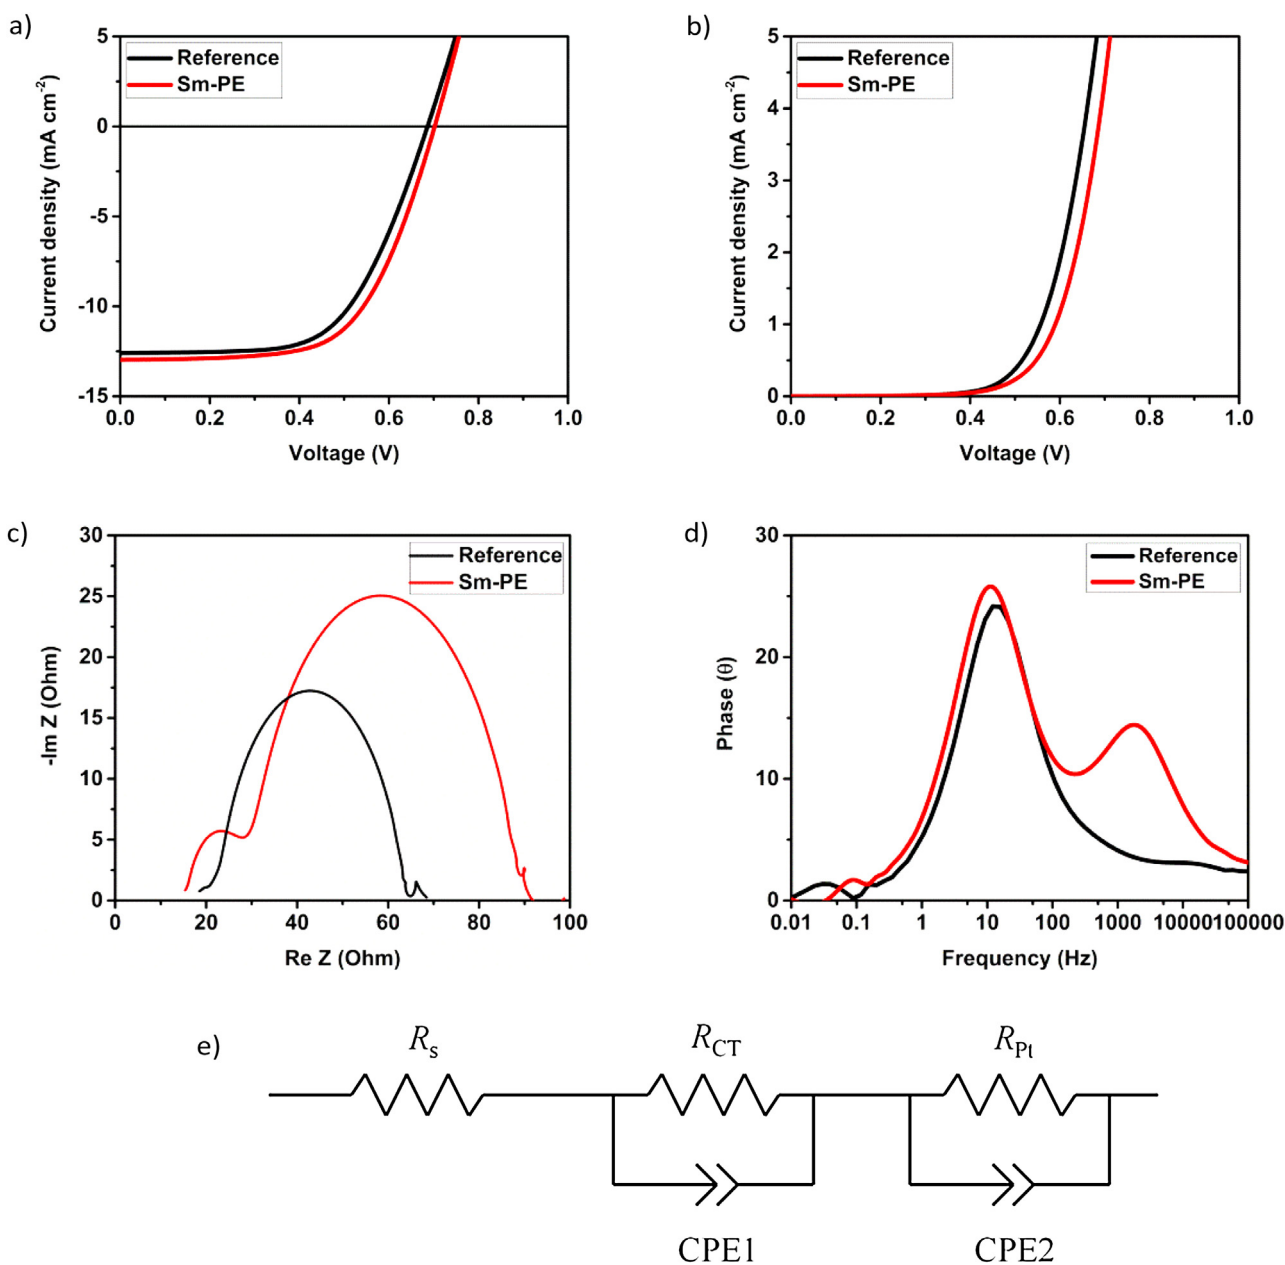 a)
Reference
Sm-PE
5
0
-5
-10
-15
0.0 0.2 0.4 0.6 0.8 1.0
Voltage (V)
Current density (mA cm-2)
b)
Reference
Sm-PE
5
4
3
2
1
0
0.0 0.2 0.4 0.6 0.8 1.0
Voltage (V)
Current density (mA cm-2)
c)
Reference
Sm-PE
30
25
20
15
10
5
0
0 20 40 60 80 100
Re Z (Ohm)
-Im Z (Ohm)
d)
Reference
Sm-PE
30
20
10
0
0.01 0.1 1 10 100 1000 10000 100000
Frequency (Hz)
Phase (θ)
e)
Rs RCT RPt
CPE1 CPE2